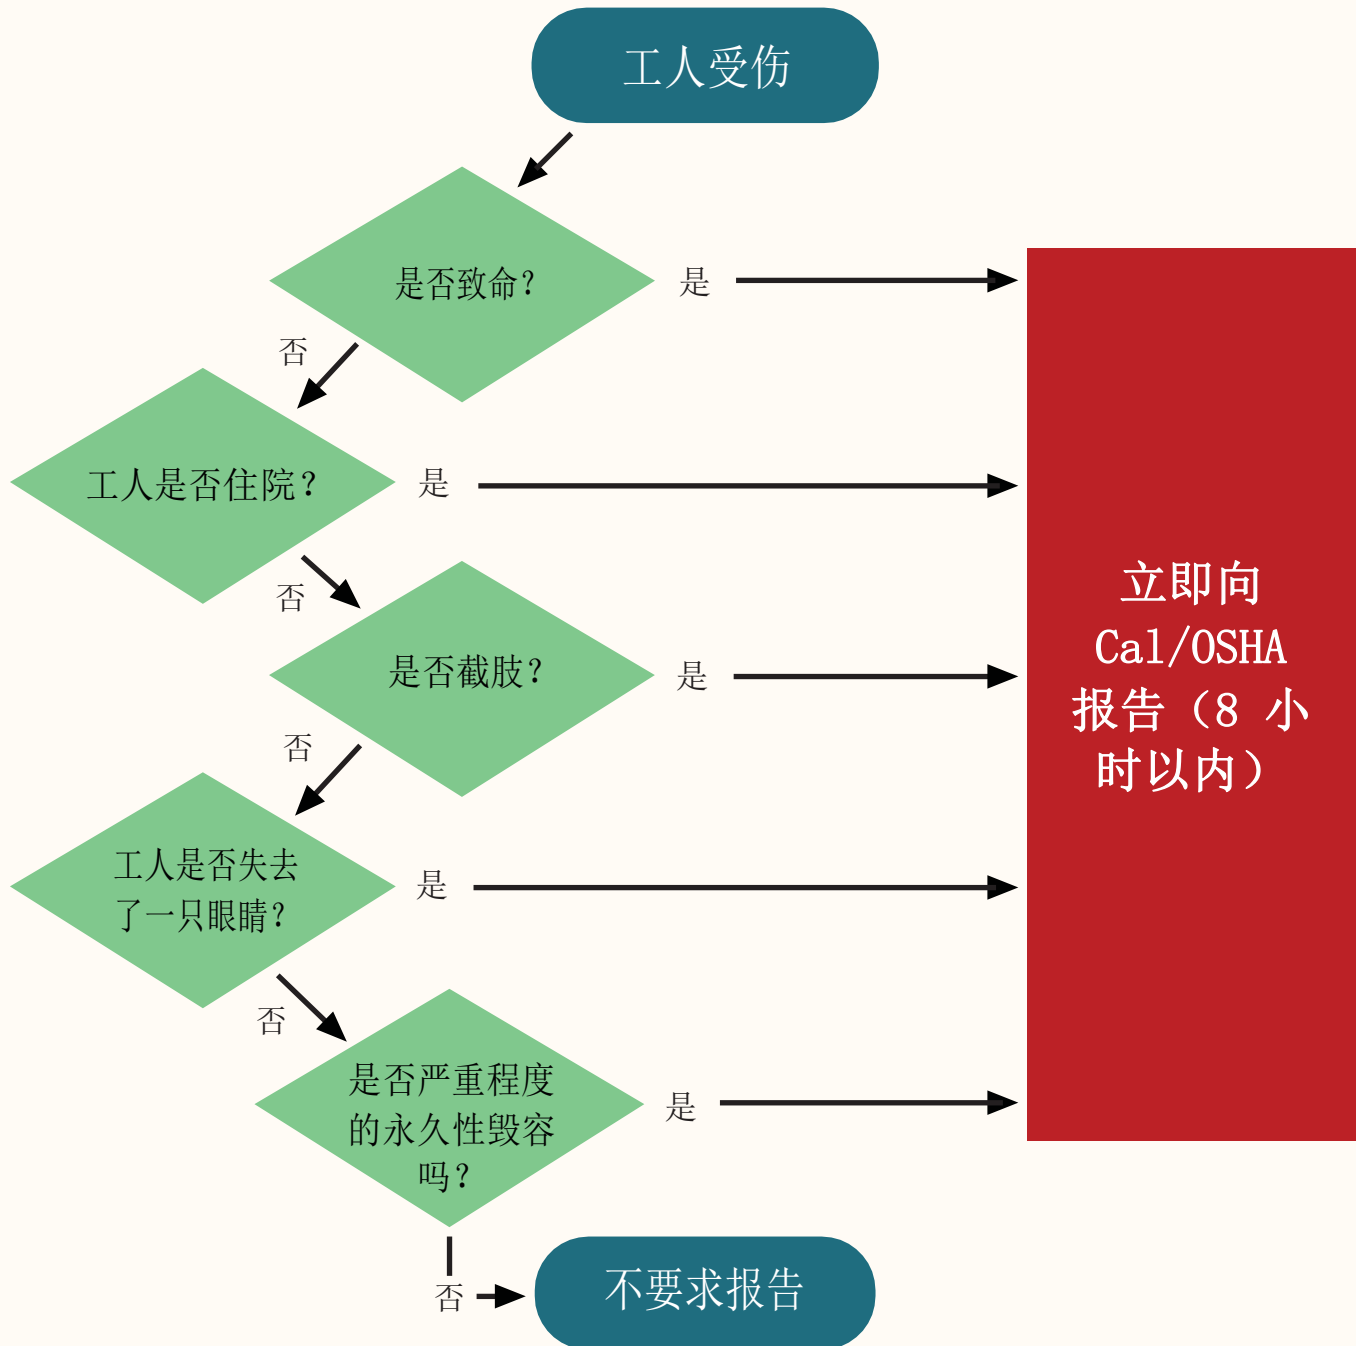 工人受伤
是否致命？
是
否
工人是否住院？
是
否
是否截肢？
是
否
工人是否失去
了一只眼睛？
是
否
是否严重程度
的永久性毁容
吗？
是
否
不要求报告
立即向
Cal/OSHA
报告（8 小
时以内）